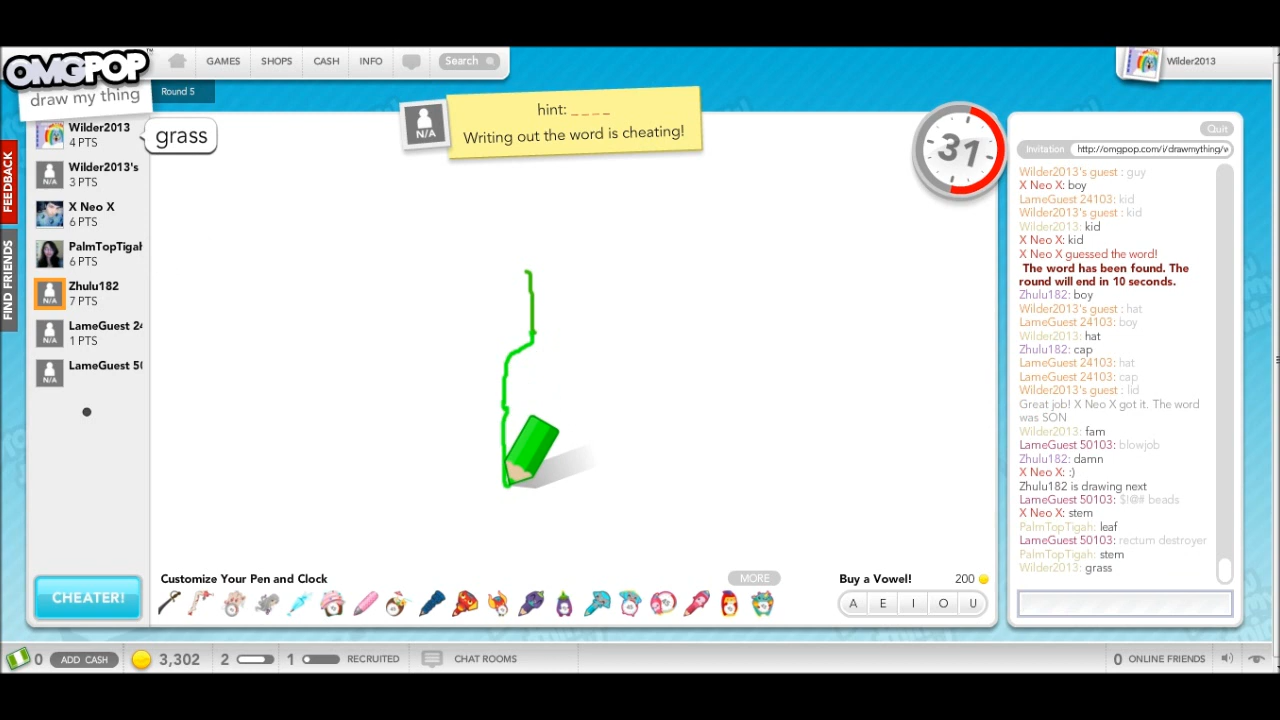 OMGPOP
draw my thing
GAMES
SHOPS
CASH
INFO
Search
Wilder2013
Round 5
hint: _ _ _ _
Writing out the word is cheating!
N/A
31
FEEDBACK
FIND FRIENDS
Wilder2013
4 PTS
grass
Wilder2013's
3 PTS
N/A
X Neo X
6 PTS
PalmTopTigah
6 PTS
Zhulu182
7 PTS
N/A
LameGuest 24
1 PTS
N/A
LameGuest 50
N/A
CHEATER!
Quit
Invitation http://omgpop.com/i/drawmything/v
Wilder2013's guest : guy
X Neo X: boy
LameGuest 24103: kid
Wilder2013's guest : kid
Wilder2013: kid
X Neo X: kid
X Neo X guessed the word!
The word has been found. The
round will end in 10 seconds.
Zhulu182: boy
Wilder2013's guest : hat
LameGuest 24103: boy
Wilder2013: hat
Zhulu182: cap
LameGuest 24103: hat
LameGuest 24103: cap
Wilder2013's guest : lid
Great job! X Neo X got it. The word
was SON
Wilder2013: fam
LameGuest 50103: blowjob
Zhulu182: damn
X Neo X: :)
Zhulu182 is drawing next
LameGuest 50103: $!@# beads
X Neo X: stem
PalmTopTigah: leaf
LameGuest 50103: rectum destroyer
PalmTopTigah: stem
Wilder2013: grass
Customize Your Pen and Clock
MORE
Buy a Vowel!
200
A E I O U
0
ADD CASH
3,302
2
1
RECRUITED
CHAT ROOMS
0 ONLINE FRIENDS